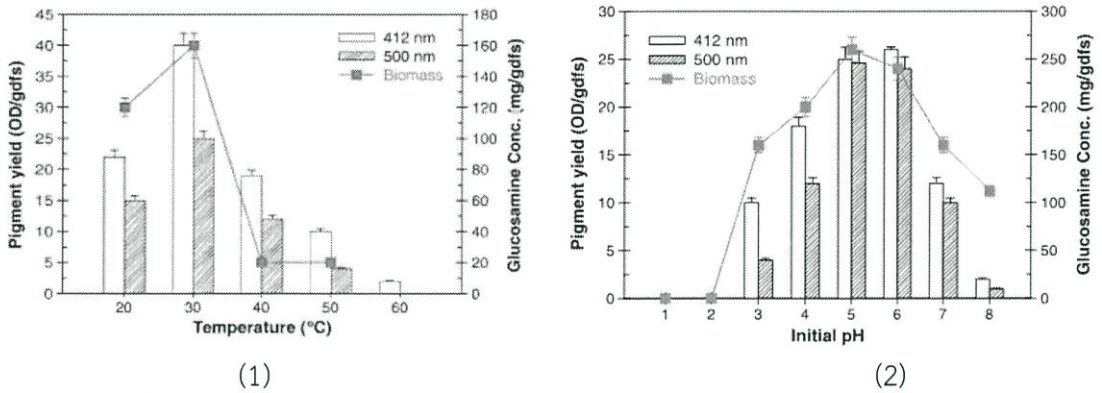 45
40
35
30
25
20
15
10
5
0
Pigment yield (OD/gdfs)
412 nm
500 nm
Biomass
180
160
140
120
100
80
60
40
20
0
Glucosamine Conc. (mg/gdfs)
20 30 40 50 60
Temperature (°C)
(1)
30
25
20
15
10
5
0
Pigment yield (OD/gdfs)
412 nm
500 nm
Biomass
300
250
200
150
100
50
0
Glucosamine Conc. (mg/gdfs)
1 2 3 4 5 6 7 8
Initial pH
(2)